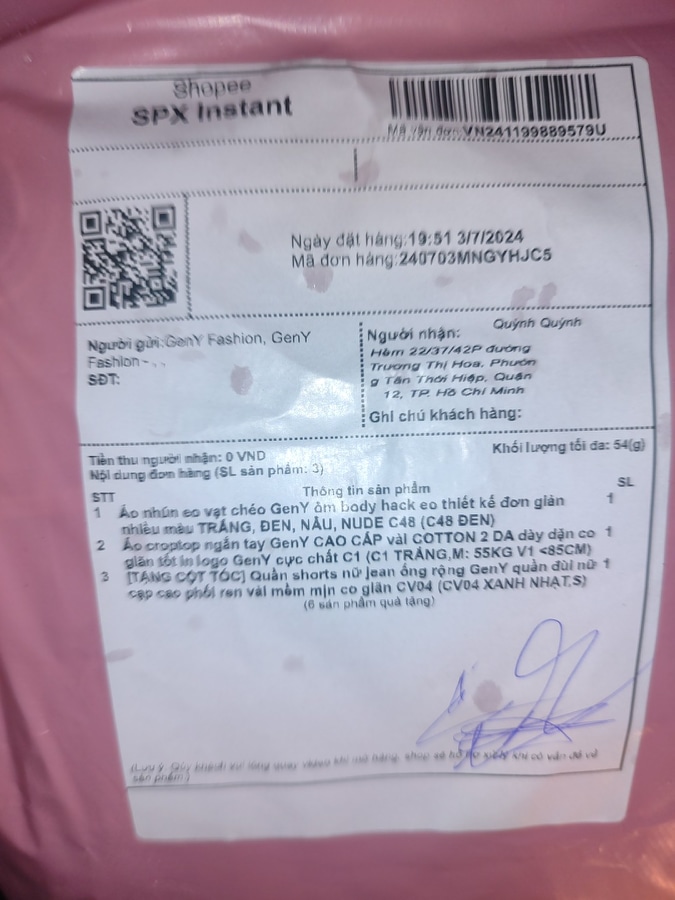 Shopee
SPX Instant
Mã vận đơn:VN241199889579U
Ngày đặt hàng:19:51 3/7/2024
Mã đơn hàng:240703MNGYHJC5
Người gửi:GenY Fashion, GenY
Fashion - , ,
SĐT:
Người nhận: Quỳnh Quỳnh
Hẻm 22/37/42P đường
Trương Thị Hoa, Phườn
g Tân Thới Hiệp, Quận
12, TP. Hồ Chí Minh
Ghi chú khách hàng:
Tiền thu người nhận: 0 VND
Khối lượng tối đa: 54(g)
Nội dung đơn hàng (SL sản phẩm: 3)
STT Thông tin sản phẩm SL
1 Áo nhún eo vạt chéo GenY ôm body hack eo thiết kế đơn giản 1
nhiều màu TRẮNG, ĐEN, NÂU, NUDE C48 (C48 ĐEN)
2 Áo croptop ngắn tay GenY CAO CẤP vải COTTON 2 DA dày dặn co 1
giãn tốt in logo GenY cực chất C1 (C1 TRẮNG,M: 55KG V1 <85CM)
3 [TẶNG CỘT TÓC] Quần shorts nữ jean ống rộng GenY quần đùi nữ 1
cạp cao phối ren vải mềm mịn co giãn CV04 (CV04 XANH NHẠT,S)
(6 sản phẩm quà tặng)
(Lưu ý: Qúy khách vui lòng quay video khi mở hàng, shop sẽ hỗ trợ xử lý khi có vấn đề về
sản phẩm)